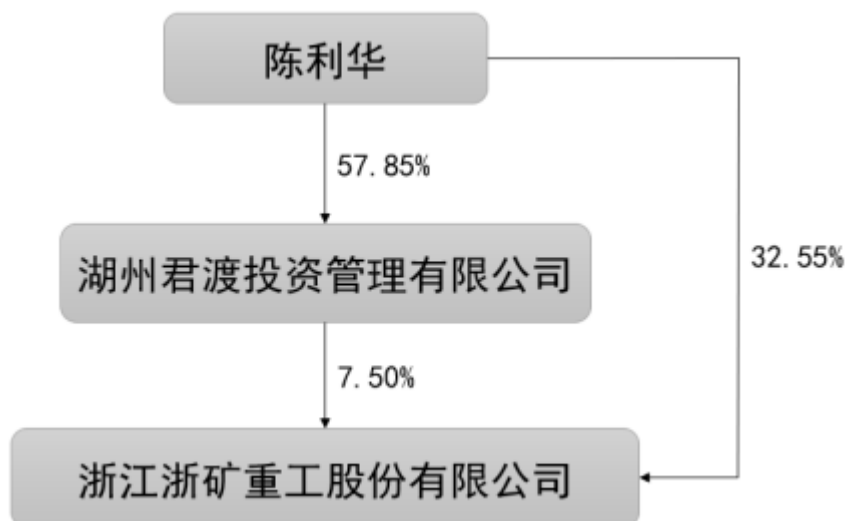 陈利华
57.85%
湖州君渡投资管理有限公司
32.55%
7.50%
浙江浙矿重工股份有限公司